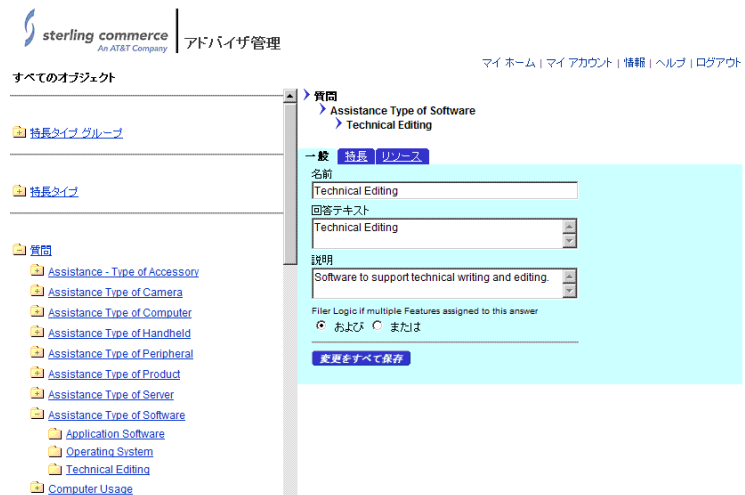 sterling commerce
An AT&T Company
アドバイザ管理
マイ ホーム | マイ アカウント | 情報 | ヘルプ | ログアウト
すべてのオブジェクト
特長タイプ グループ
特長タイプ
質問
Assistance - Type of Accessory
Assistance Type of Camera
Assistance Type of Computer
Assistance Type of Handheld
Assistance Type of Peripheral
Assistance Type of Product
Assistance Type of Server
Assistance Type of Software
Application Software
Operating System
Technical Editing
Computer Usage
質問
Assistance Type of Software
Technical Editing
一般 特長 リソース
名前
Technical Editing
回答テキスト
Technical Editing
説明
Software to support technical writing and editing.
Filer Logic if multiple Features assigned to this answer
および または
変更をすべて保存